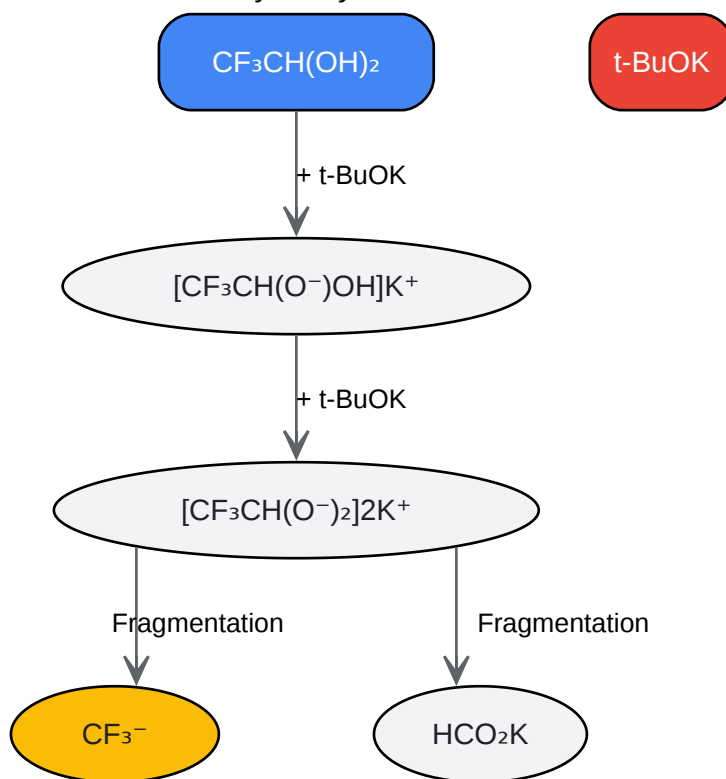 CF₃CH(OH)₂
t-BuOK
+ t-BuOK
[CF₃CH(O⁻)OH]K⁺
+ t-BuOK
[CF₃CH(O⁻)₂]2K⁺
Fragmentation
Fragmentation
CF₃⁻
HCO₂K